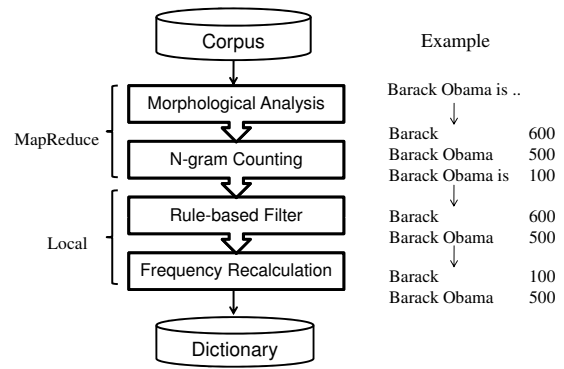 Corpus
Example
Morphological Analysis
Barack Obama is ..
MapReduce
N-gram Counting
Barack 600
Barack Obama 500
Barack Obama is 100
Rule-based Filter
Barack 600
Barack Obama 500
Local
Frequency Recalculation
Barack 100
Barack Obama 500
Dictionary